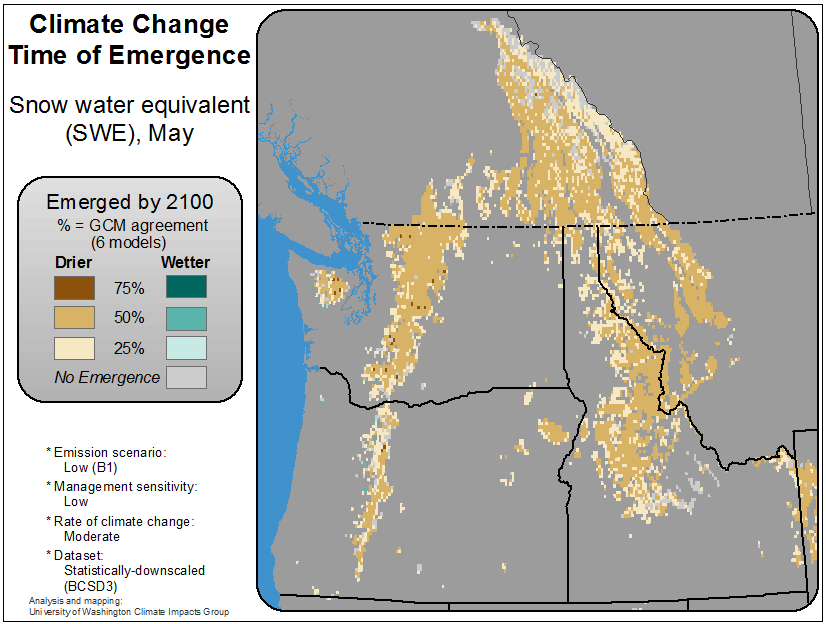 Climate Change
Time of Emergence
Snow water equivalent
(SWE), May
Emerged by 2100
% = GCM agreement
(6 models)
Drier Wetter
75%
50%
25%
No Emergence
* Emission scenario:
Low (B1)
* Management sensitivity:
Low
* Rate of climate change:
Moderate
* Dataset:
Statistically-downscaled
(BCSD3)
Analysis and mapping:
University of Washington Climate Impacts Group